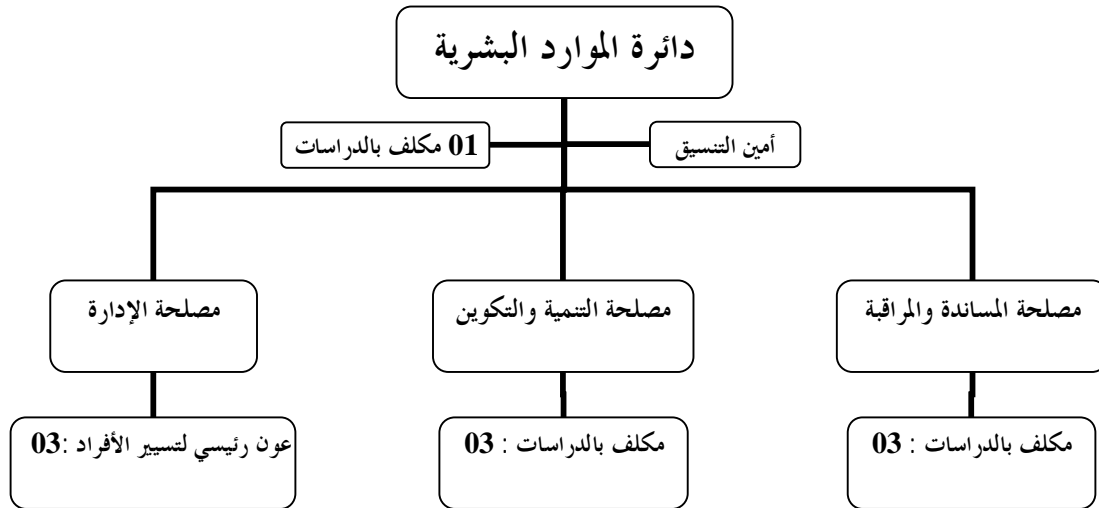 دائرة الموارد البشرية
أمين التنسيق
01 مكلف بالدراسات
مصلحة المساندة والمراقبة
مصلحة التنمية والتكوين
مصلحة الإدارة
مكلف بالدراسات : 03
مكلف بالدراسات : 03
عون رئيسي لتسيير الأفراد :03